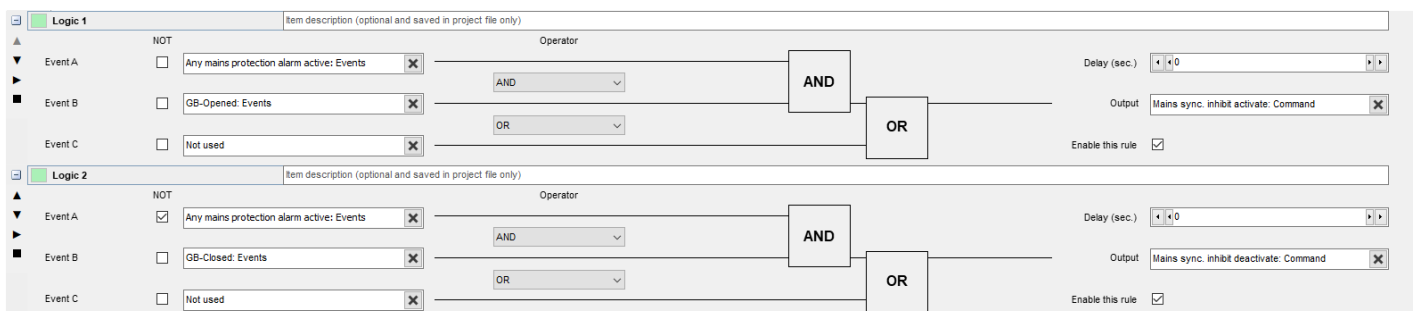 Logic 1 Item description (optional and saved in project file only)
NOT Operator
Event A Any mains protection alarm active: Events AND Delay (sec.) 0
AND
Event B GB-Opened: Events Output Mains sync. inhibit activate: Command
OR OR
Event C Not used Enable this rule
Logic 2 Item description (optional and saved in project file only)
NOT Operator
Event A Any mains protection alarm active: Events AND Delay (sec.) 0
AND
Event B GB-Closed: Events Output Mains sync. inhibit deactivate: Command
OR OR
Event C Not used Enable this rule